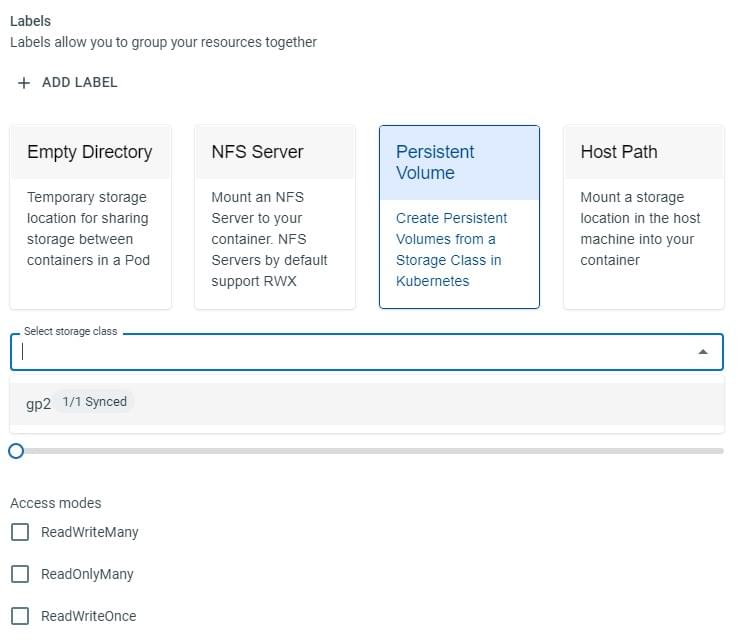 Labels
Labels allow you to group your resources together
+ ADD LABEL
Empty Directory
Temporary storage
location for sharing
storage between
containers in a Pod
NFS Server
Mount an NFS
Server to your
container. NFS
Servers by default
support RWX
Persistent
Volume
Create Persistent
Volumes from a
Storage Class in
Kubernetes
Host Path
Mount a storage
location in the host
machine into your
container
Select storage class
gp2 1/1 Synced
Access modes
ReadWriteMany
ReadOnlyMany
ReadWriteOnce